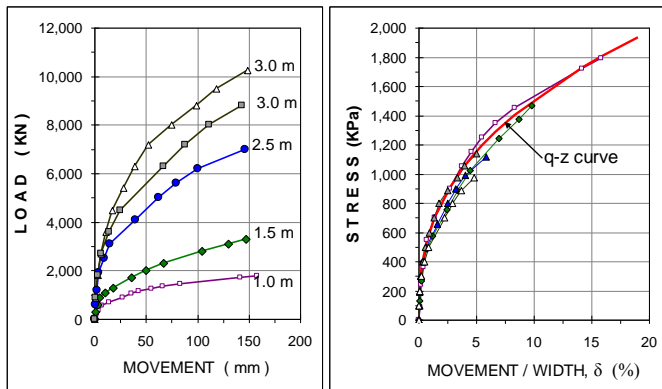 LOAD (KN)
12,000
10,000
8,000
6,000
4,000
2,000
0
0 50 100 150 200
MOVEMENT (mm)
3.0 m
3.0 m
2.5 m
1.5 m
1.0 m
STRESS (KPa)
2,000
1,800
1,600
1,400
1,200
1,000
800
600
400
200
0
0 5 10 15 20
MOVEMENT / WIDTH, δ (%)
q-z curve